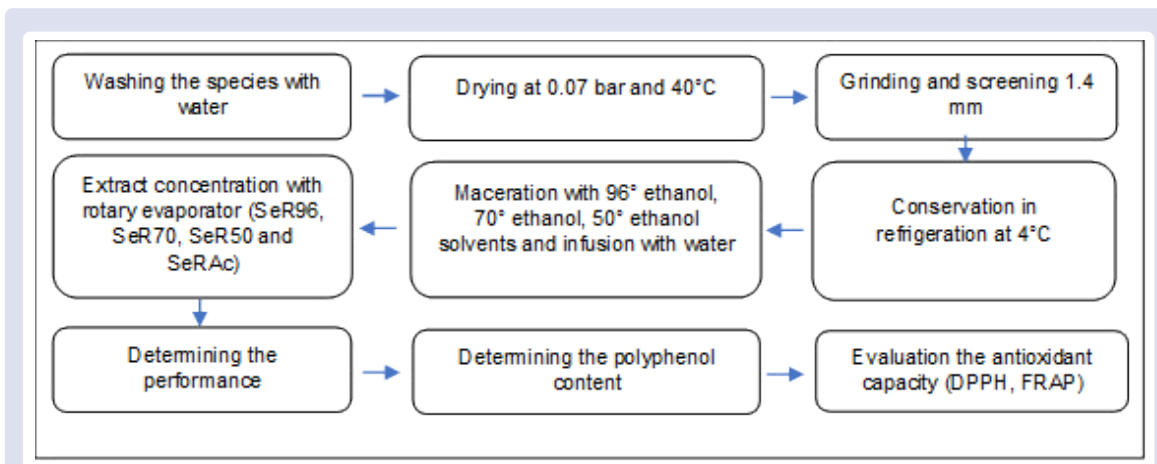 Washing the species with
water
Drying at 0.07 bar and 40°C
Grinding and screening 1.4
mm
Conservation in
refrigeration at 4°C
Maceration with 96° ethanol,
70° ethanol, 50° ethanol
solvents and infusion with water
Extract concentration with
rotary evaporator (SeR96,
SeR70, SeR50 and
SeRAc)
Determining the
performance
Determining the polyphenol
content
Evaluation the antioxidant
capacity (DPPH, FRAP)